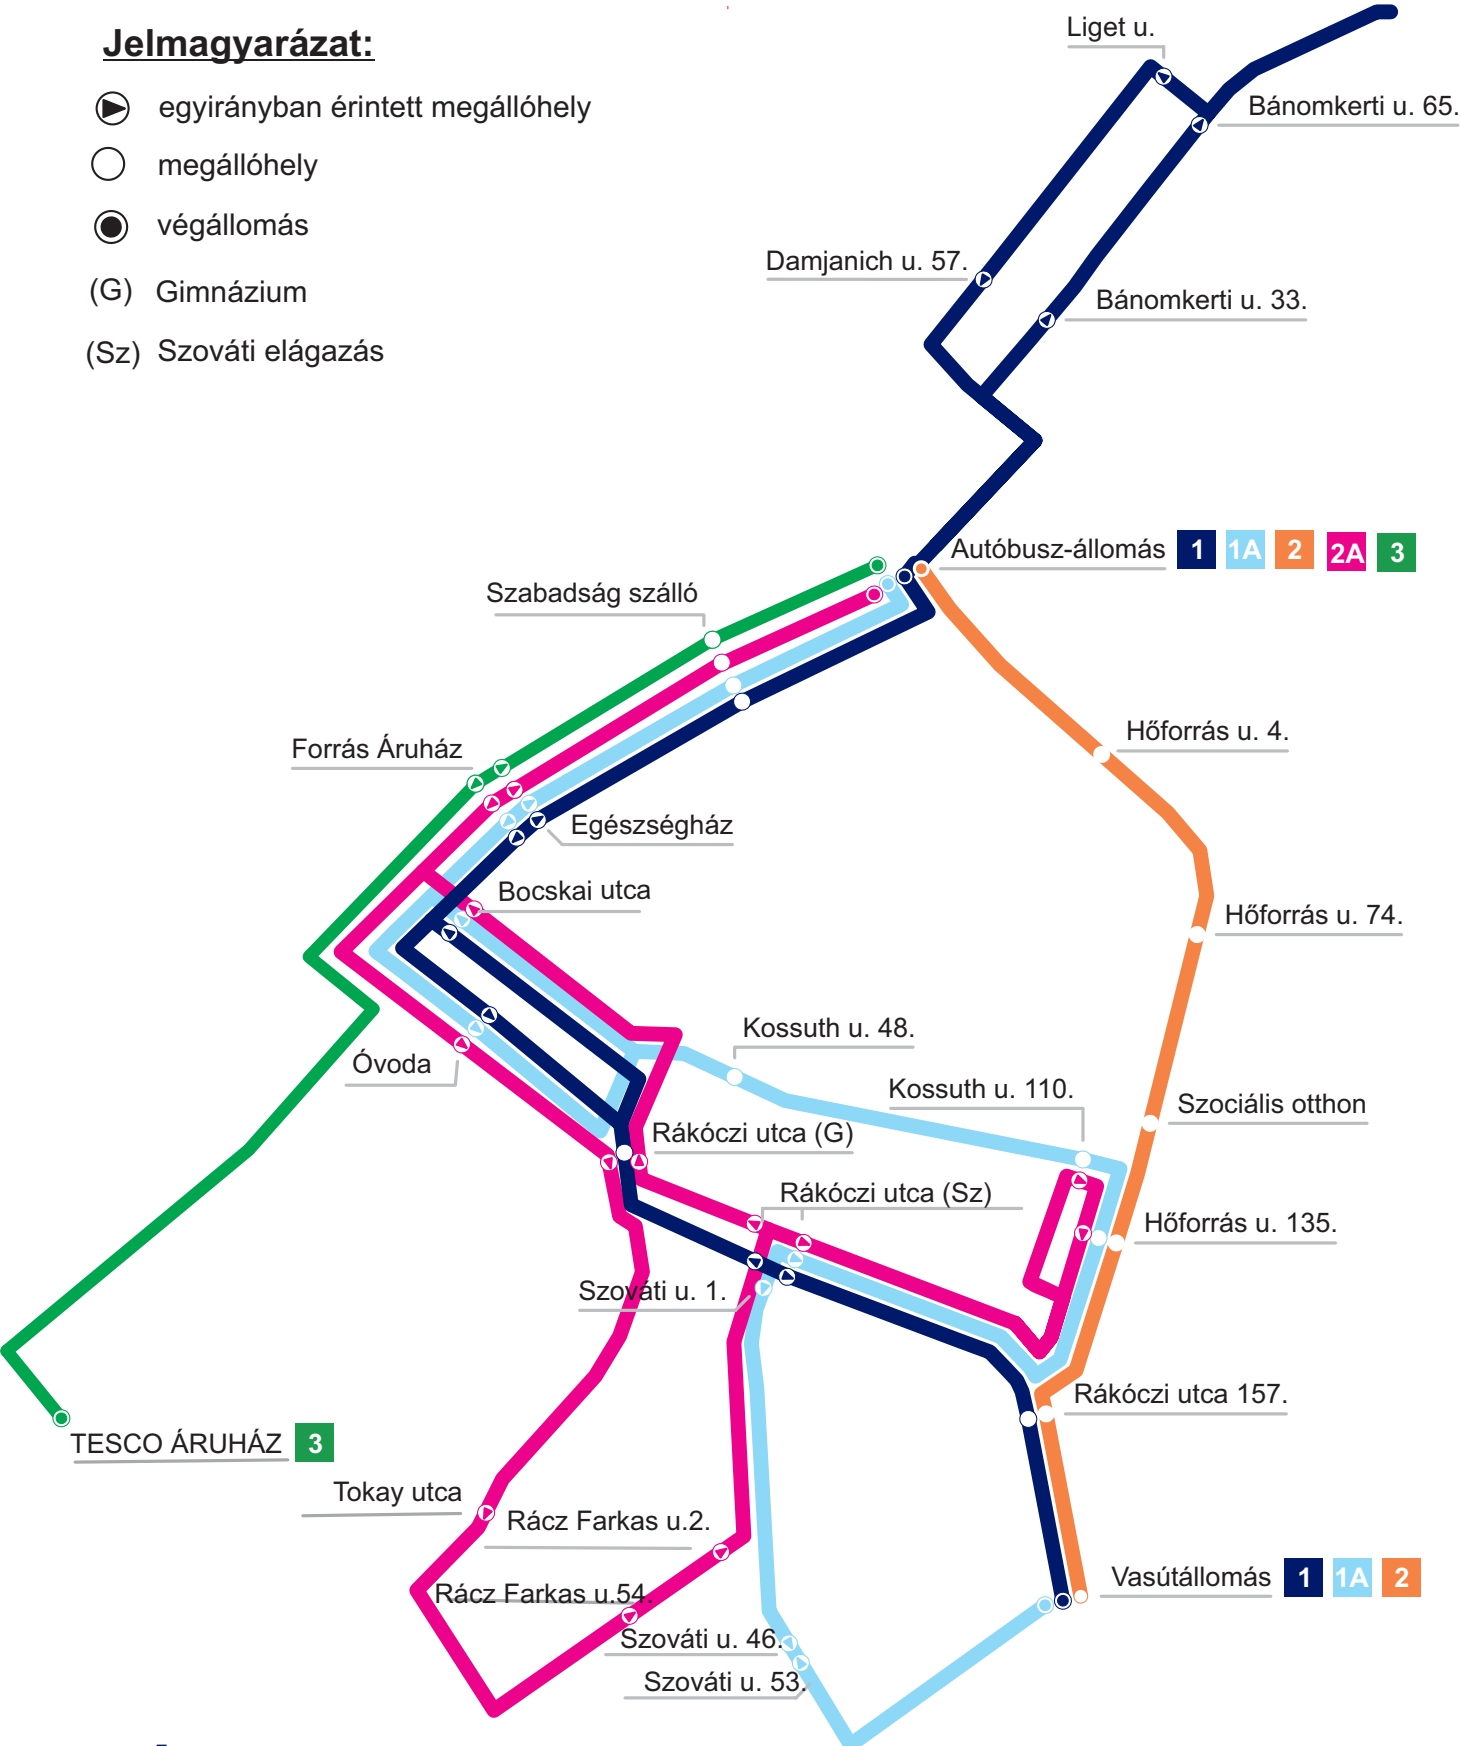 Jelmagyarázat:
egyirányban érintett megállóhely
megállóhely
végállomás
(G) Gimnázium
(Sz) Szováti elágazás
Liget u.
Bánomkerti u. 65.
Damjanich u. 57.
Bánomkerti u. 33.
Autóbusz-állomás 1 1A 2 2A 3
Szabadság szálló
Hőforrás u. 4.
Forrás Áruház
Egészségház
Bocskai utca
Hőforrás u. 74.
Kossuth u. 48.
Óvoda
Kossuth u. 110.
Szociális otthon
Rákóczi utca (G)
Rákóczi utca (Sz)
Hőforrás u. 135.
Szováti u. 1.
Rákóczi utca 157.
TESCO ÁRUHÁZ 3
Tokay utca
Rácz Farkas u.2.
Vasútállomás 1 1A 2
Rácz Farkas u.54.
Szováti u. 46.
Szováti u. 53.